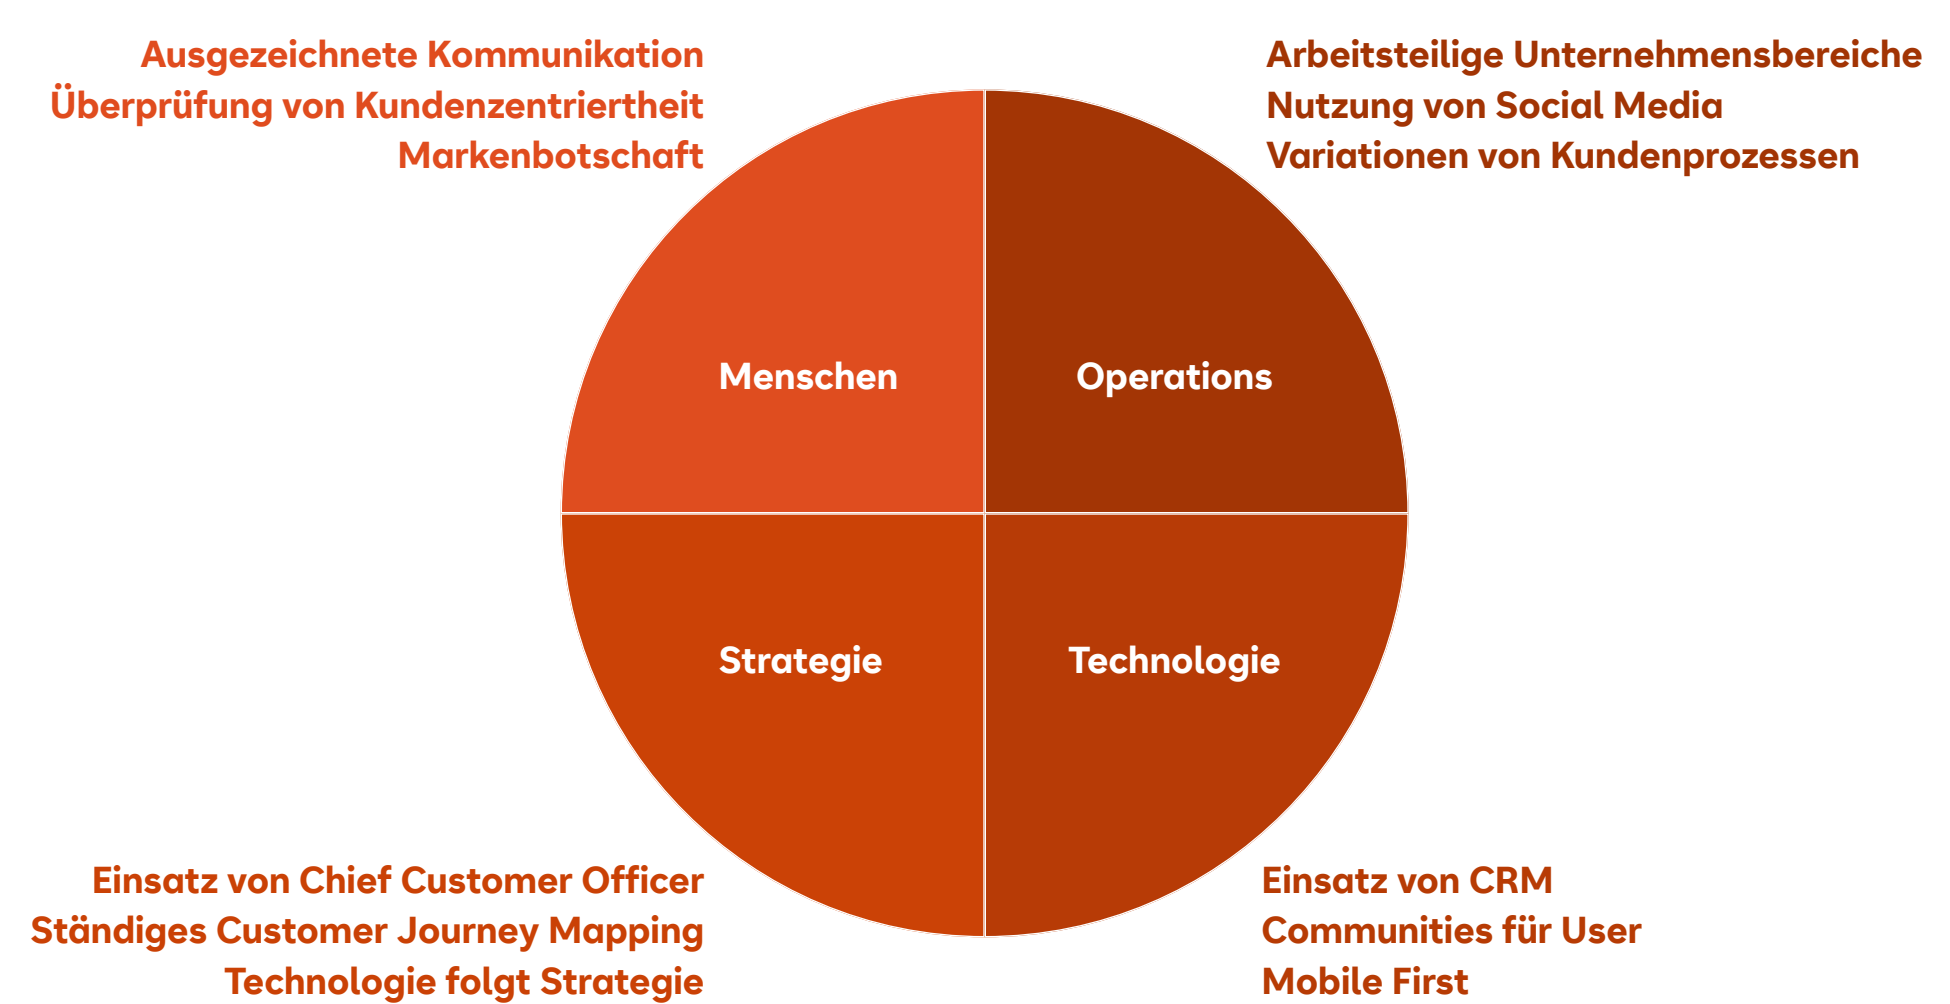 Ausgezeichnete Kommunikation
Überprüfung von Kundenzentriertheit
Markenbotschaft
Arbeitsteilige Unternehmensbereiche
Nutzung von Social Media
Variationen von Kundenprozessen
Menschen
Operations
Strategie
Technologie
Einsatz von Chief Customer Officer
Ständiges Customer Journey Mapping
Technologie folgt Strategie
Einsatz von CRM
Communities für User
Mobile First